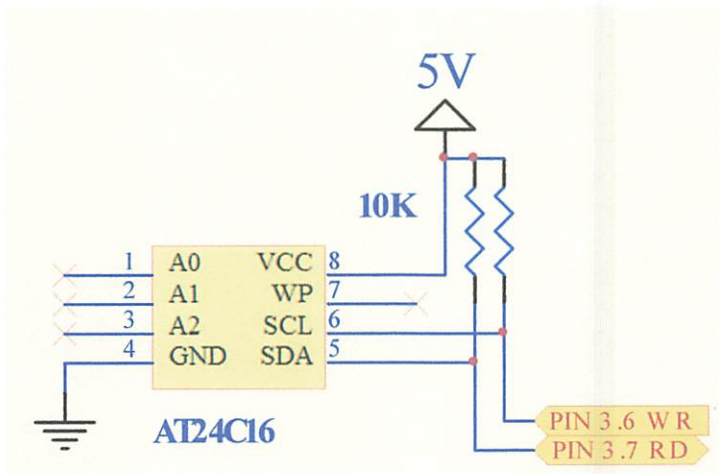 5V
10K
1 A0 VCC 8
2 A1 WP 7
3 A2 SCL 6
4 GND SDA 5
AT24C16
PIN 3.6 WR
PIN 3.7 RD